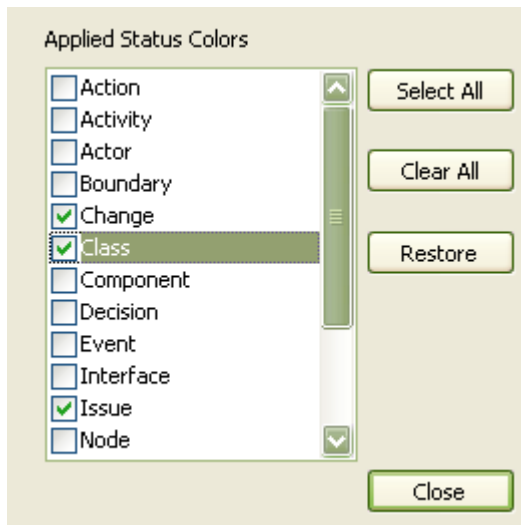 Applied Status Colors
Action
Activity
Actor
Boundary
Change
Class
Component
Decision
Event
Interface
Issue
Node
Select All
Clear All
Restore
Close